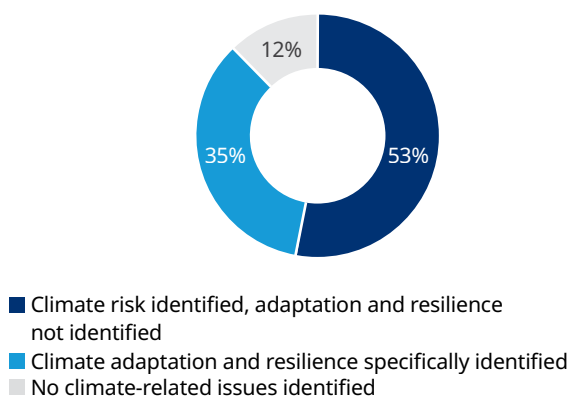 12%
35%
53%
Climate risk identified, adaptation and resilience
not identified
Climate adaptation and resilience specifically identified
No climate-related issues identified